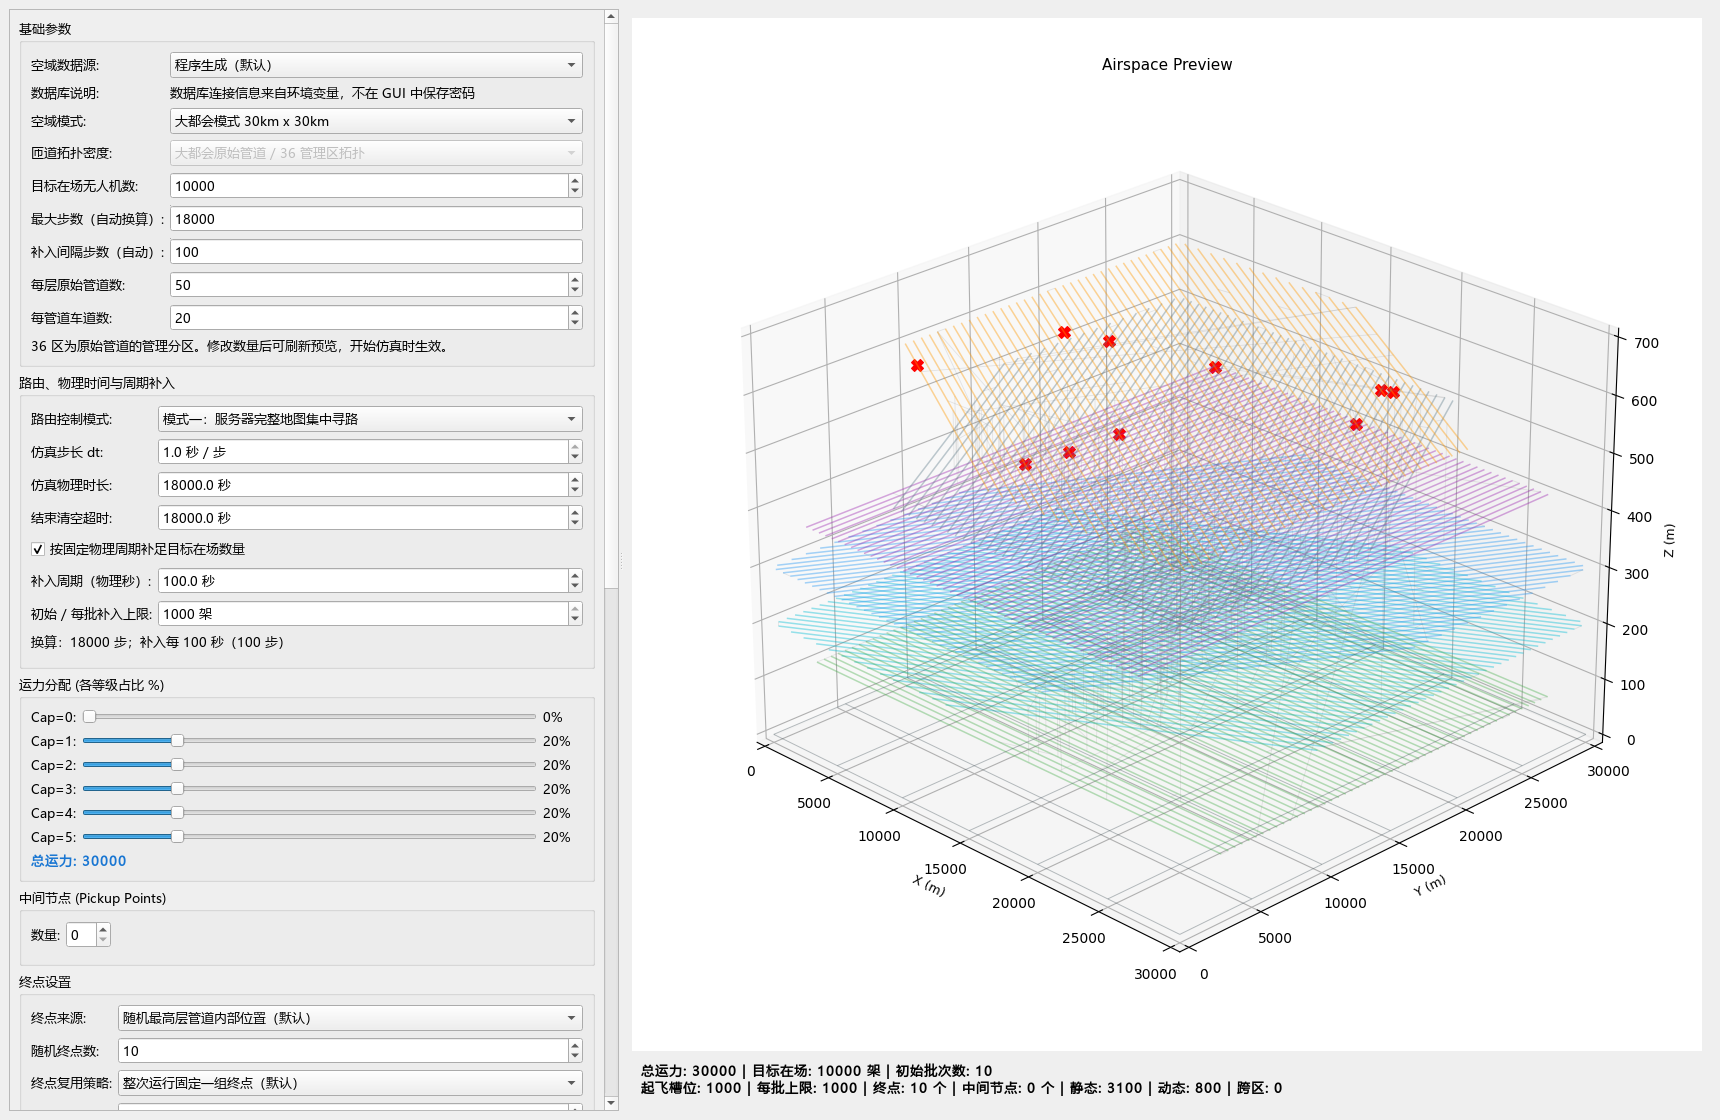 基础参数
空域数据源: 程序生成（默认）
数据库说明: 数据库连接信息来自环境变量，不在 GUI 中保存密码
空域模式: 大都会模式 30km x 30km
匝道拓扑密度: 大都会原始管道 / 36 管理区拓扑
目标在场无人机数: 10000
最大步数（自动换算）: 18000
补入间隔步数（自动）: 100
每层原始管道数: 50
每管道车道数: 20
36 区为原始管道的管理分区。修改数量后可刷新预览，开始仿真时生效。
路由、物理时间与周期补入
路由控制模式: 模式一：服务器完整地图集中寻路
仿真步长 dt: 1.0 秒 / 步
仿真物理时长: 18000.0 秒
结束清空超时: 18000.0 秒
按固定物理周期补足目标在场数量
补入周期（物理秒）: 100.0 秒
初始 / 每批补入上限: 1000 架
换算：18000 步；补入每 100 秒（100 步）
运力分配 (各等级占比 %)
Cap=0: 0%
Cap=1: 20%
Cap=2: 20%
Cap=3: 20%
Cap=4: 20%
Cap=5: 20%
总运力: 30000
中间节点 (Pickup Points)
数量: 0
终点设置
终点来源: 随机最高层管道内部位置（默认）
随机终点数: 10
终点复用策略: 整次运行固定一组终点（默认）
Airspace Preview
700
600
500
400
Z (m)
300
200
100
0
0
5000
10000
15000
X (m)
20000
25000
30000
0
5000
10000
Y (m)
15000
20000
25000
30000
总运力: 30000 | 目标在场: 10000 架 | 初始批次数: 10
起飞槽位: 1000 | 每批上限: 1000 | 终点: 10 个 | 中间节点: 0 个 | 静态: 3100 | 动态: 800 | 跨区: 0